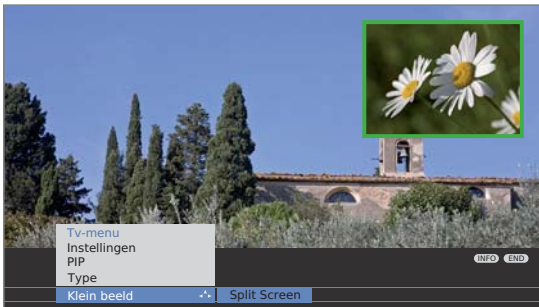 Tv-menu
Instellingen
PIP
Type
Klein beeld Split Screen
INFO END